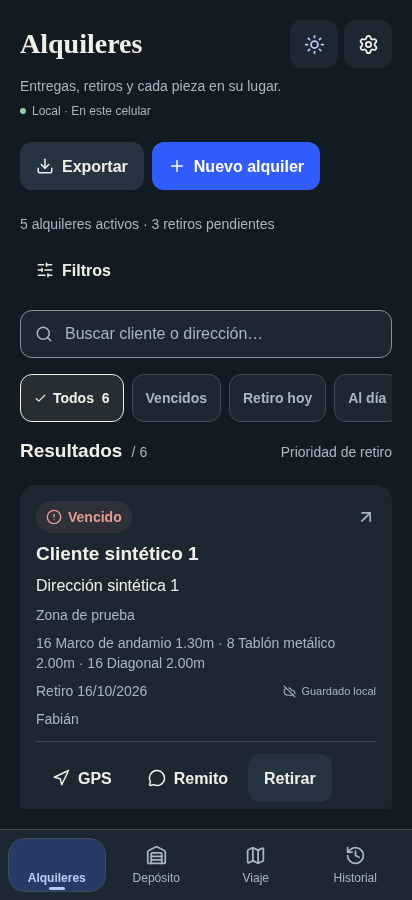 Alquileres
Entregas, retiros y cada pieza en su lugar.
Local · En este celular
Exportar
Nuevo alquiler
5 alquileres activos · 3 retiros pendientes
Filtros
Buscar cliente o dirección…
Todos 6
Vencidos
Retiro hoy
Al día
Resultados / 6
Prioridad de retiro
Vencido
Cliente sintético 1
Dirección sintética 1
Zona de prueba
16 Marco de andamio 1.30m · 8 Tablón metálico
2.00m · 16 Diagonal 2.00m
Retiro 16/10/2026
Guardado local
Fabián
GPS
Remito
Retirar
Alquileres
Depósito
Viaje
Historial